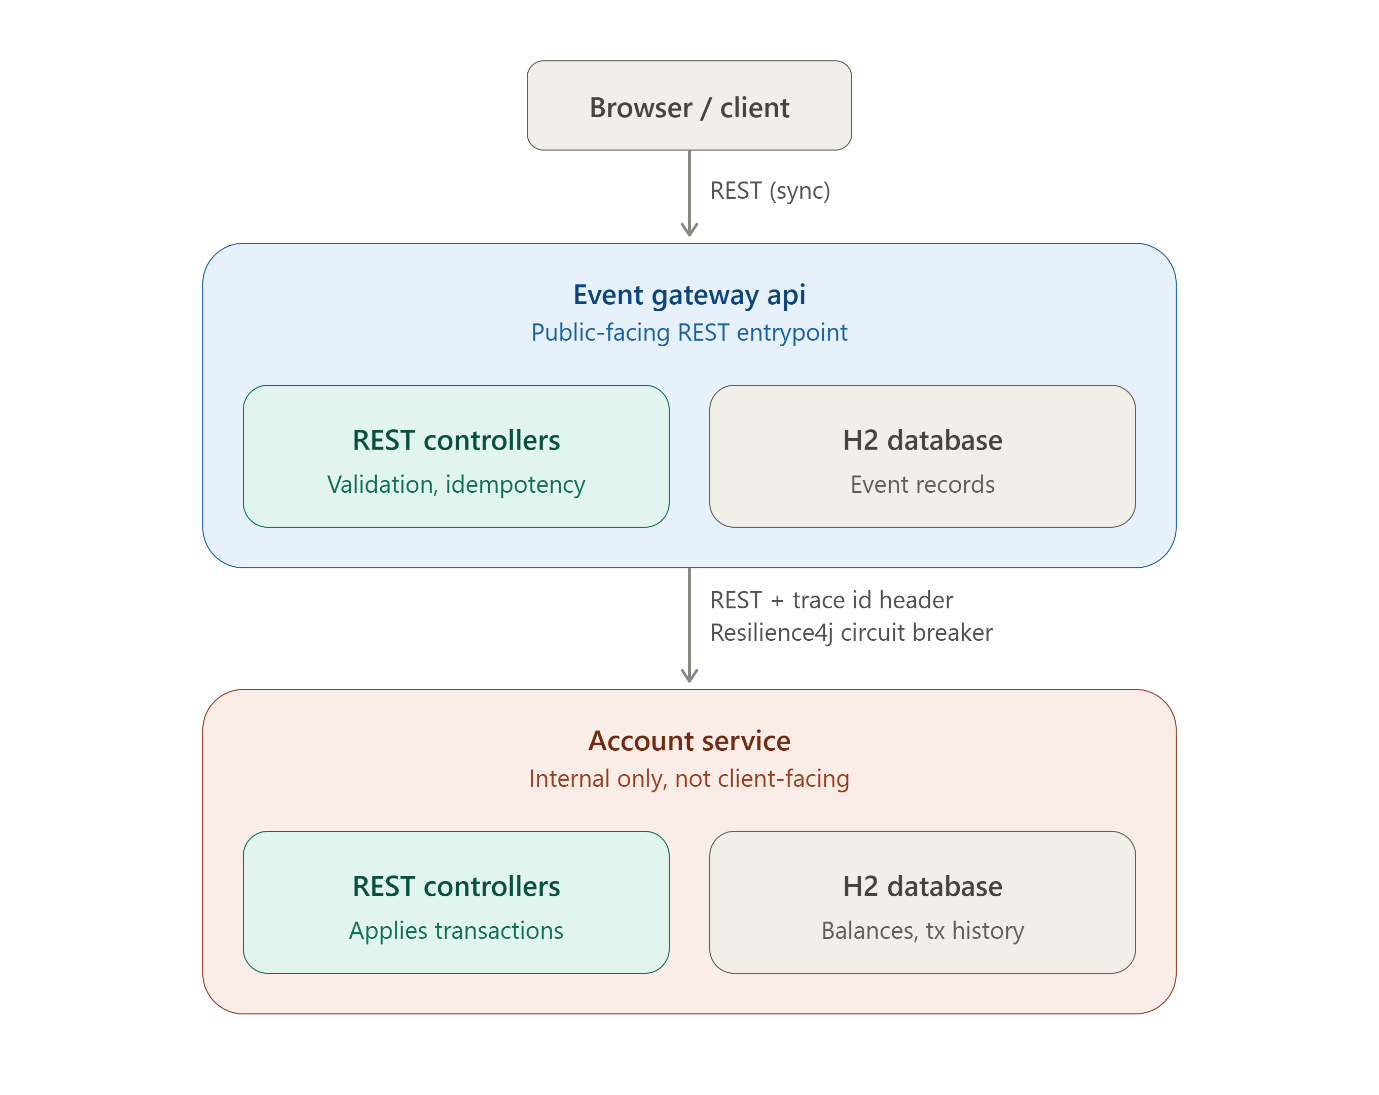 Browser / client
REST (sync)
Event gateway api
Public-facing REST entrypoint
REST controllers
Validation, idempotency
H2 database
Event records
REST + trace id header
Resilience4j circuit breaker
Account service
Internal only, not client-facing
REST controllers
Applies transactions
H2 database
Balances, tx history